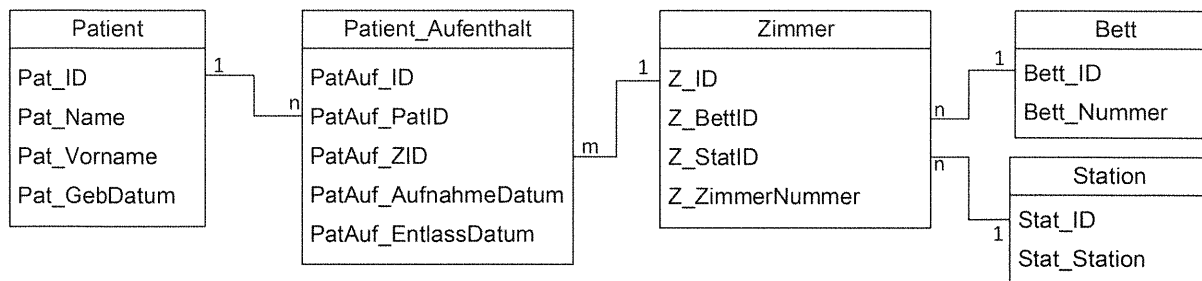 Patient
Pat_ID
Pat_Name
Pat_Vorname
Pat_GebDatum
1
n
Patient_Aufenthalt
PatAuf_ID
PatAuf_PatID
PatAuf_ZID
PatAuf_AufnahmeDatum
PatAuf_EntlassDatum
m
1
Zimmer
Z_ID
Z_BettID
Z_StatID
Z_ZimmerNummer
n
1
n
1
Bett
Bett_ID
Bett_Nummer
Station
Stat_ID
Stat_Station